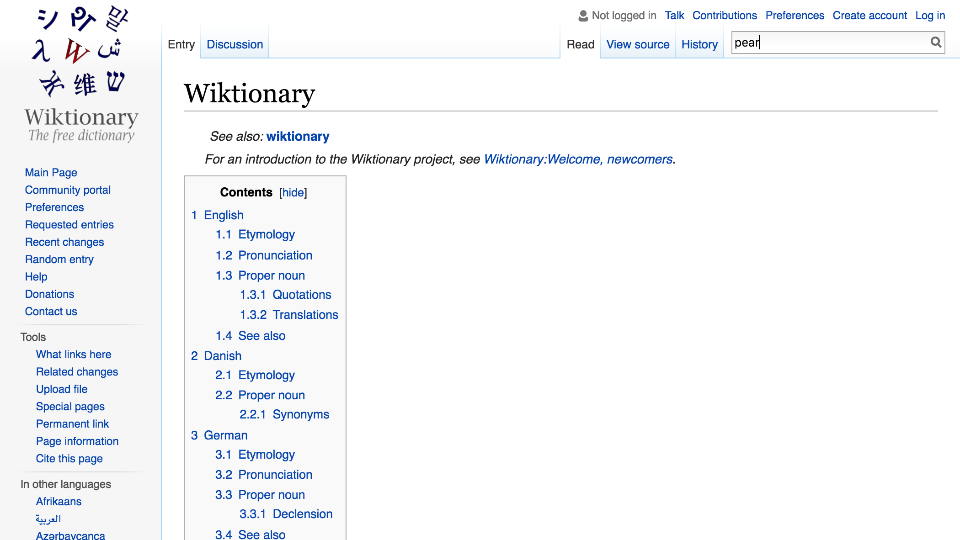 Not logged in Talk Contributions Preferences Create account Log in
Entry Discussion Read View source History pear
Wiktionary
The free dictionary
Main Page
Community portal
Preferences
Requested entries
Recent changes
Random entry
Help
Donations
Contact us
Tools
What links here
Related changes
Upload file
Special pages
Permanent link
Page information
Cite this page
In other languages
Afrikaans
العربية
Azərbaycanca
Wiktionary
See also: wiktionary
For an introduction to the Wiktionary project, see Wiktionary:Welcome, newcomers.
Contents [hide]
1 English
1.1 Etymology
1.2 Pronunciation
1.3 Proper noun
1.3.1 Quotations
1.3.2 Translations
1.4 See also
2 Danish
2.1 Etymology
2.2 Proper noun
2.2.1 Synonyms
3 German
3.1 Etymology
3.2 Pronunciation
3.3 Proper noun
3.3.1 Declension
3.4 See also